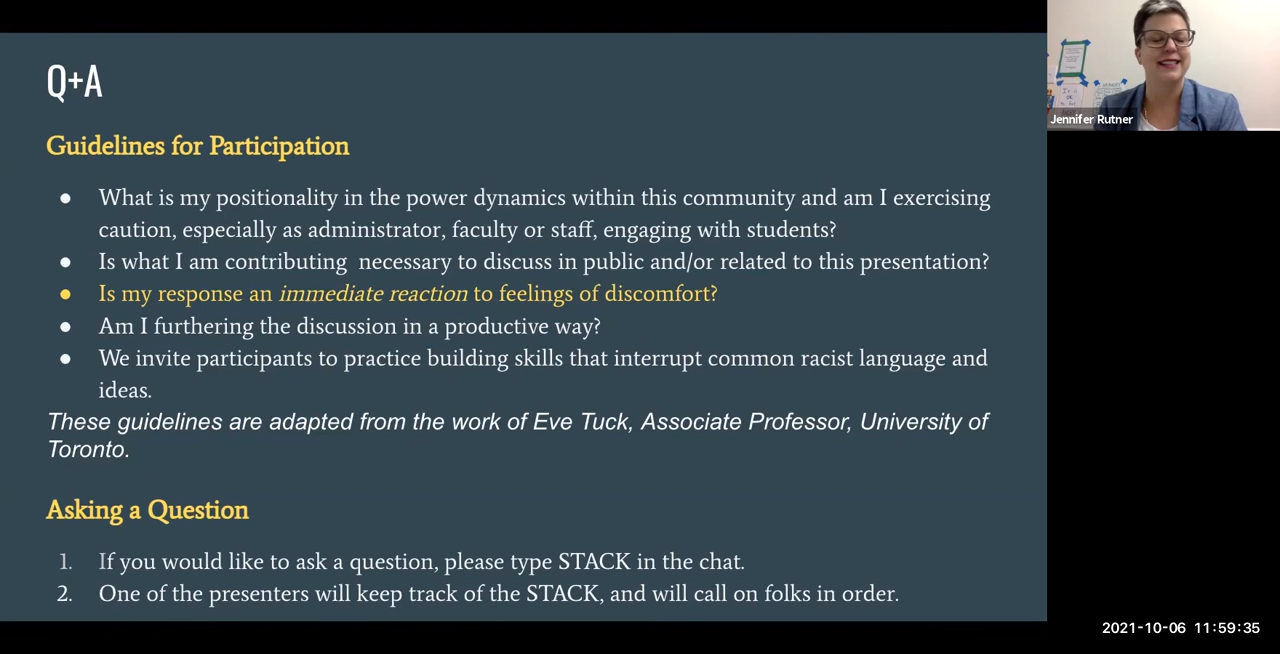 Q+A
Guidelines for Participation
● What is my positionality in the power dynamics within this community and am I exercising
caution, especially as administrator, faculty or staff, engaging with students?
● Is what I am contributing  necessary to discuss in public and/or related to this presentation?
● Is my response an immediate reaction to feelings of discomfort?
● Am I furthering the discussion in a productive way?
● We invite participants to practice building skills that interrupt common racist language and
ideas.
These guidelines are adapted from the work of Eve Tuck, Associate Professor, University of
Toronto.
Asking a Question
1. If you would like to ask a question, please type STACK in the chat.
2. One of the presenters will keep track of the STACK, and will call on folks in order.
Jennifer Rutner
2021-10-06 11:59:35